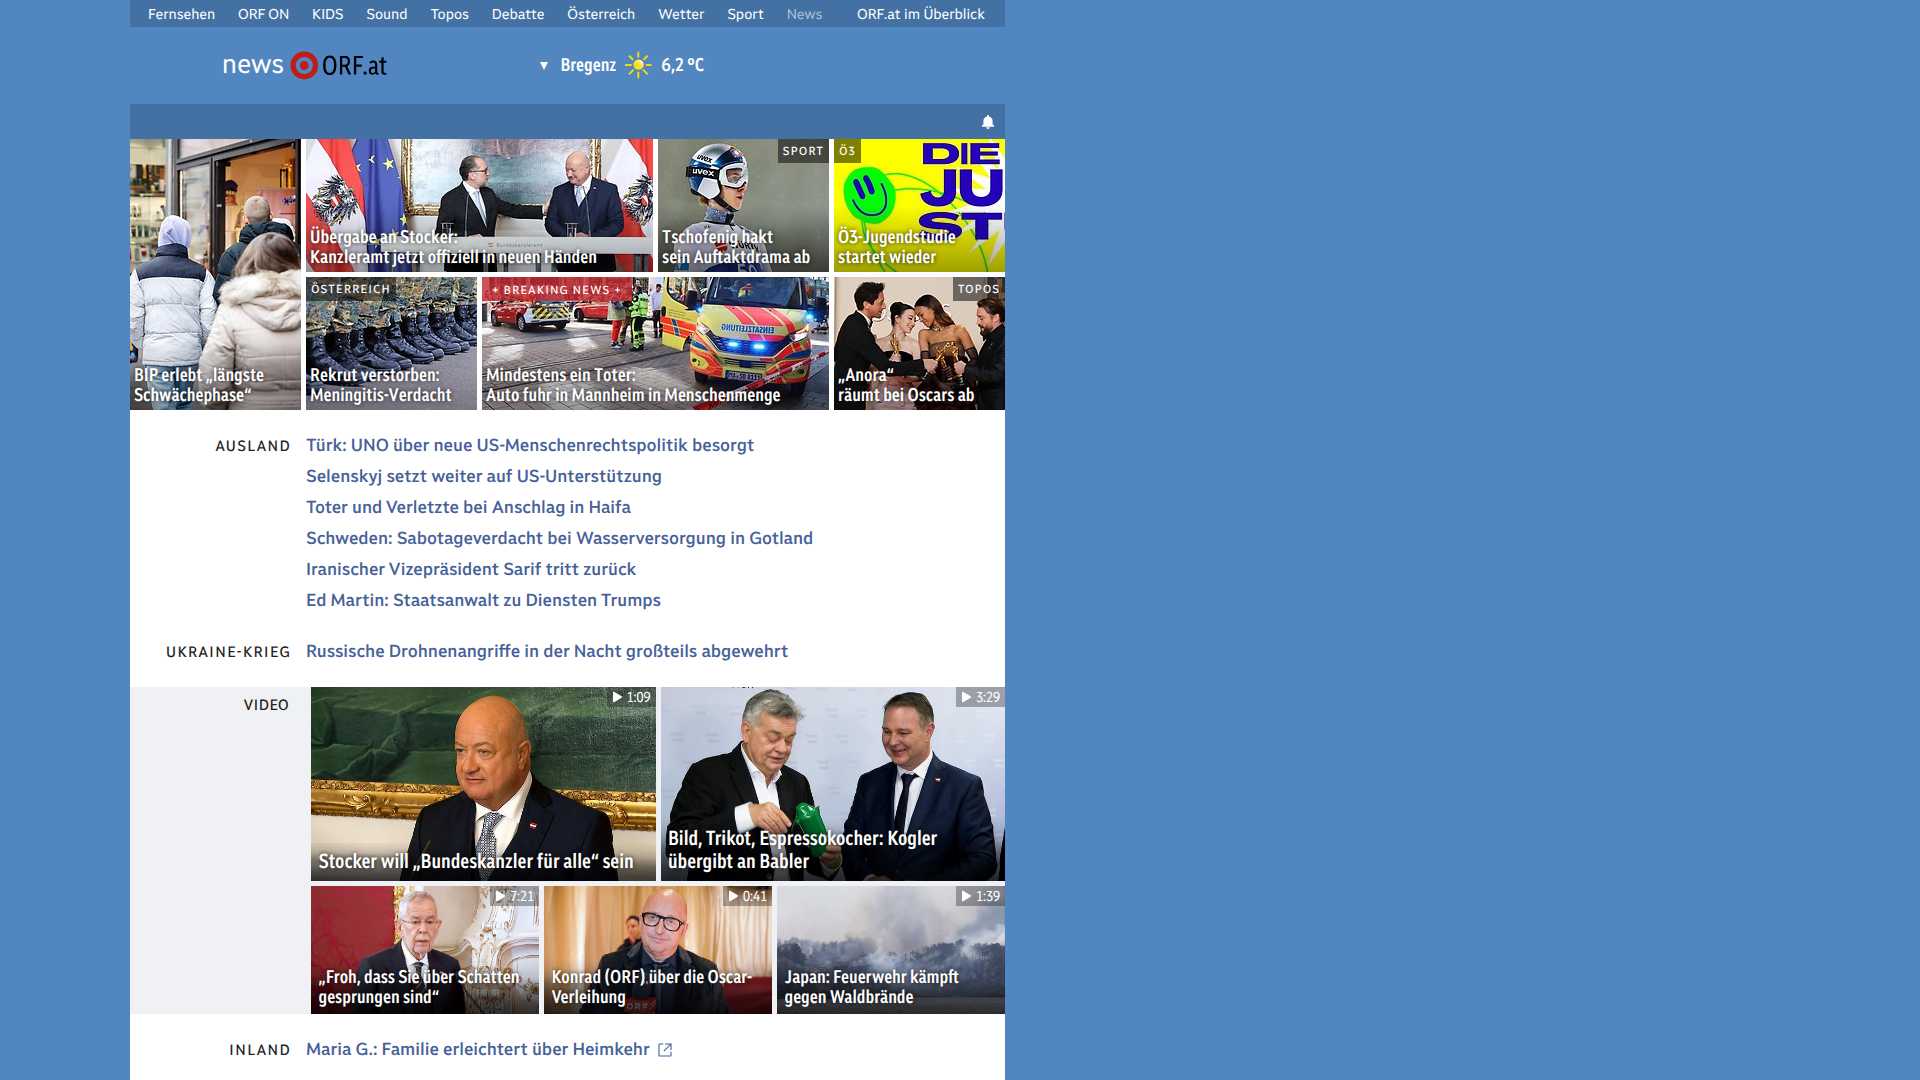 Fernsehen ORF ON KIDS Sound Topos Debatte Österreich Wetter Sport News ORF.at im Überblick
news ORF.at
▼ Bregenz 6,2 °C
BIP erlebt „längste
Schwächephase“
Übergabe an Stocker:
Kanzleramt jetzt offiziell in neuen Händen
SPORT
uvex
uvex
Tschofenig hakt
sein Auftaktdrama ab
Ö3
DIE
JU
ST
Ö3-Jugendstudie
startet wieder
ÖSTERREICH
Rekrut verstorben:
Meningitis-Verdacht
+ BREAKING NEWS +
EINSATZLEITUNG
Mindestens ein Toter:
Auto fuhr in Mannheim in Menschenmenge
TOPOS
„Anora“
räumt bei Oscars ab
AUSLAND
Türk: UNO über neue US-Menschenrechtspolitik besorgt
Selenskyj setzt weiter auf US-Unterstützung
Toter und Verletzte bei Anschlag in Haifa
Schweden: Sabotageverdacht bei Wasserversorgung in Gotland
Iranischer Vizepräsident Sarif tritt zurück
Ed Martin: Staatsanwalt zu Diensten Trumps
UKRAINE-KRIEG
Russische Drohnenangriffe in der Nacht großteils abgewehrt
VIDEO
1:09
Stocker will „Bundeskanzler für alle“ sein
3:29
Bild, Trikot, Espressokocher: Kogler
übergibt an Babler
7:21
„Froh, dass Sie über Schatten
gesprungen sind“
0:41
Konrad (ORF) über die Oscar-
Verleihung
1:39
Japan: Feuerwehr kämpft
gegen Waldbrände
INLAND
Maria G.: Familie erleichtert über Heimkehr